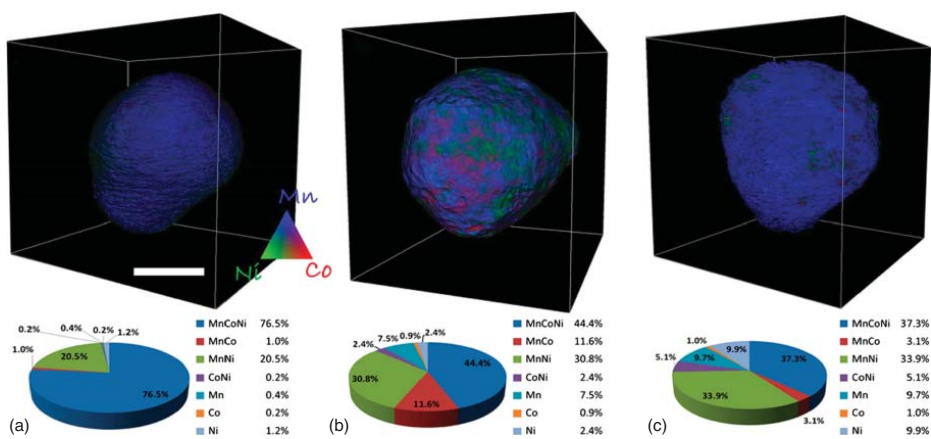 Mn
Ni
Co
0.2%
0.4%
0.2%
1.2%
1.0%
20.5%
76.5%
MnCoNi 76.5%
MnCo 1.0%
MnNi 20.5%
CoNi 0.2%
Mn 0.4%
Co 0.2%
Ni 1.2%
(a)
7.5%
0.9%
2.4%
2.4%
30.8%
44.4%
11.6%
MnCoNi 44.4%
MnCo 11.6%
MnNi 30.8%
CoNi 2.4%
Mn 7.5%
Co 0.9%
Ni 2.4%
(b)
1.0%
5.1%
9.7%
9.9%
37.3%
33.9%
3.1%
MnCoNi 37.3%
MnCo 3.1%
MnNi 33.9%
CoNi 5.1%
Mn 9.7%
Co 1.0%
Ni 9.9%
(c)